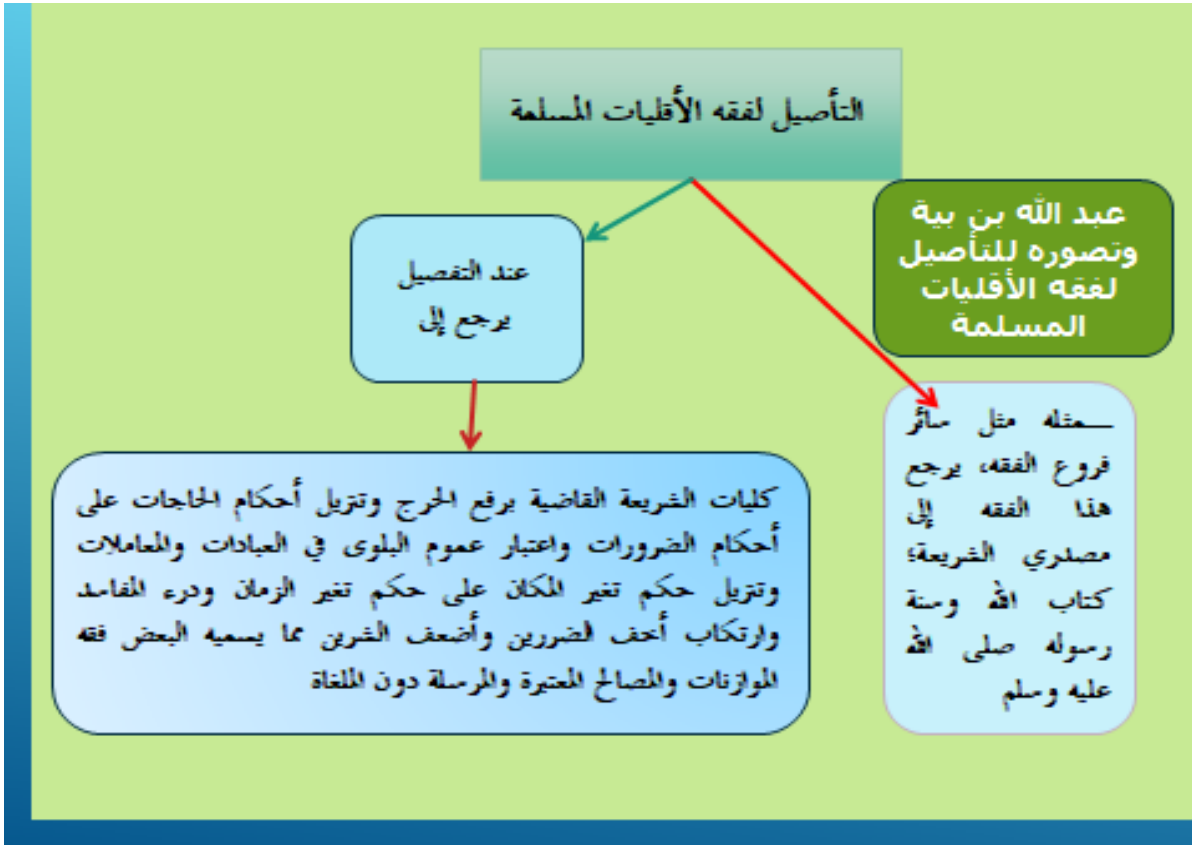 التأصيل لفقه الأقليات المسلمة
عبد الله بن بية
وتصوره للتأصيل
لفقه الأقليات
المسلمة
عند التفصيل
يرجع إلى
ـــمثله مثل سائر
فروع الفقه، يرجع
هذا الفقه إلى
مصدري الشريعة؛
كتاب الله وسنة
رسوله صلى الله
عليه وسلم
كليات الشريعة القاضية برفع الحرج وتنزيل أحكام الحاجات على
أحكام الضرورات واعتبار عموم البلوى في العبادات والمعاملات
وتنزيل حكم تغير المكان على حكم تغير الزمان ودرء المفاسد
وارتكاب أخف الضررين وأضعف الشرين مما يسميه البعض فقه
الموازنات والمصالح المعتبرة والمرسلة دون الملغاة